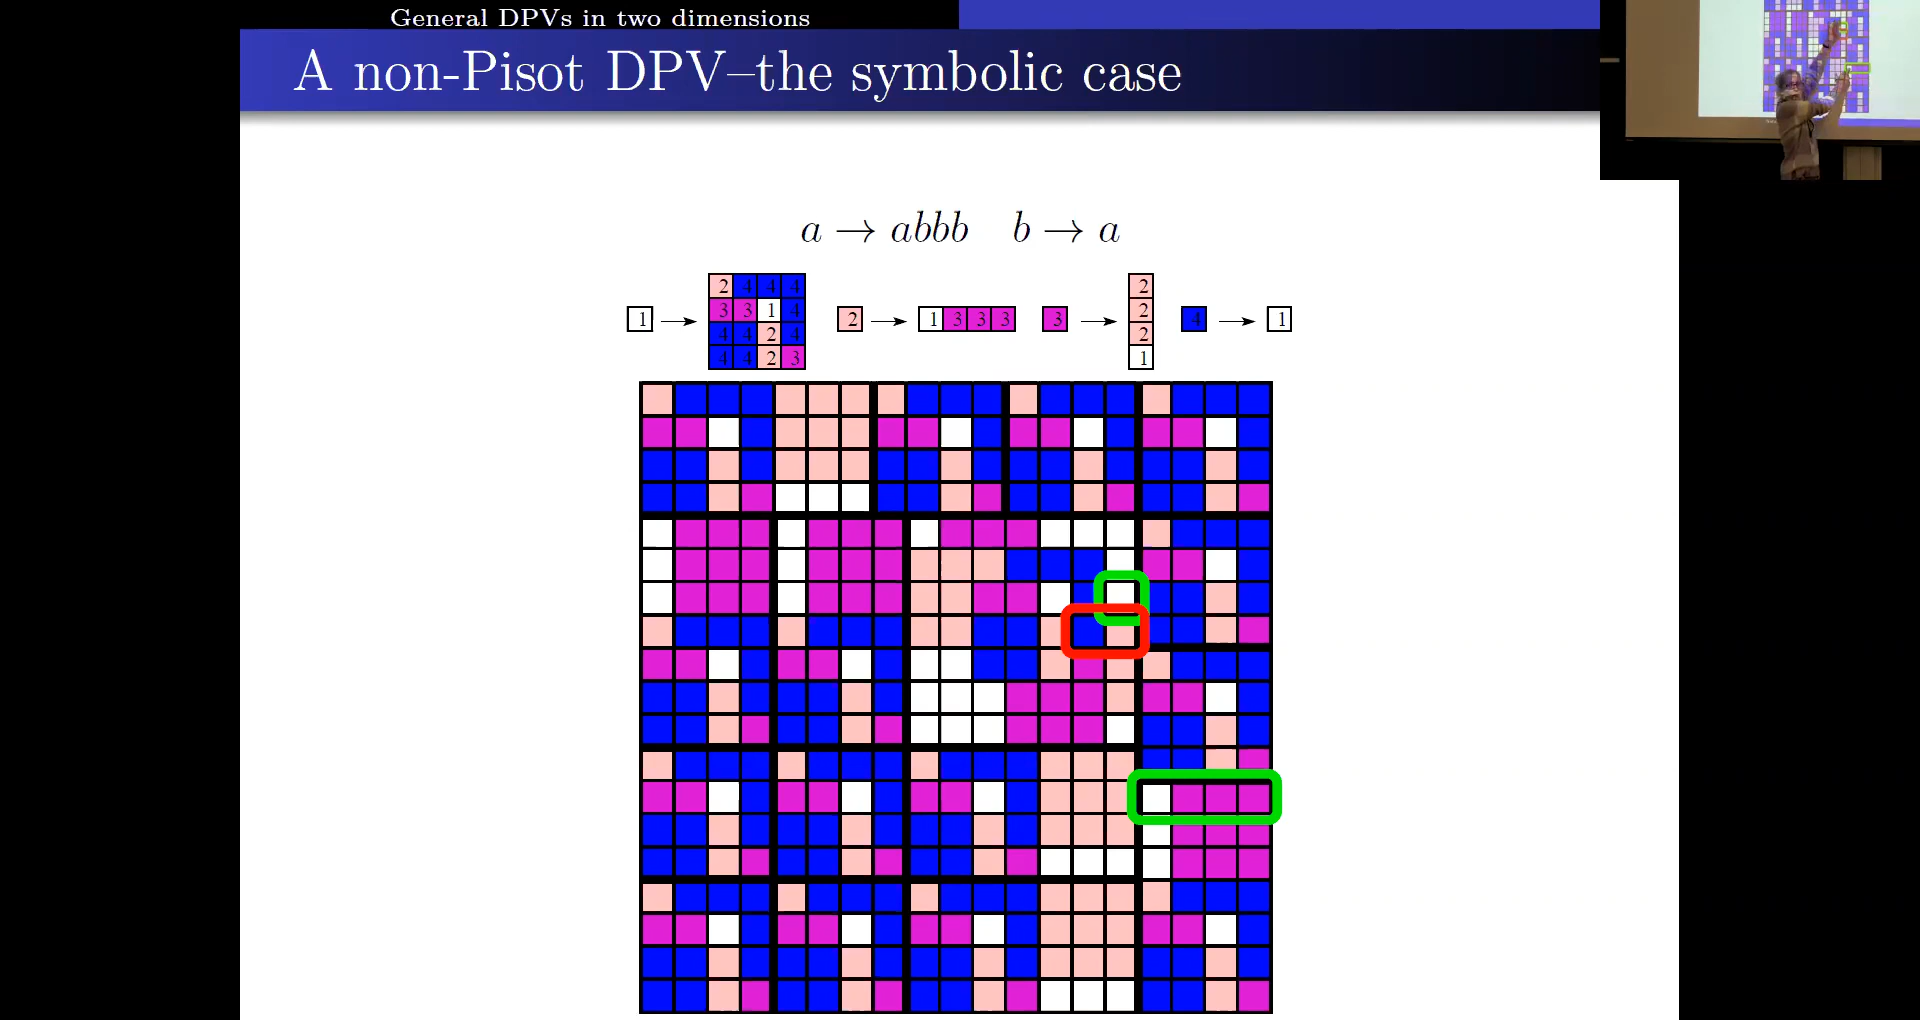 General DPVs in two dimensions
A non-Pisot DPV–the symbolic case
a → abbb b → a
1 → 2 4 4 4
3 3 1 4
4 4 2 4
4 4 2 3
2 → 1 3 3 3
3 → 2
2
2
1
4 → 1